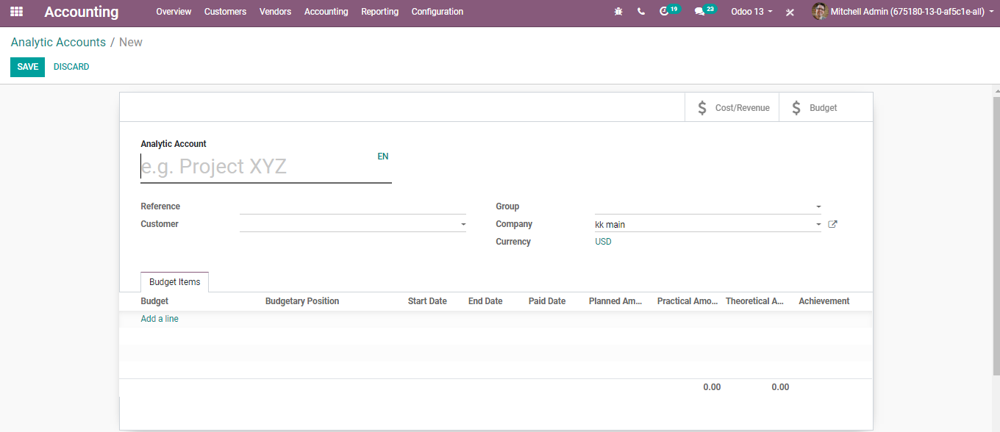 Accounting Overview Customers Vendors Accounting Reporting Configuration 19 23 Odoo 13 Mitchell Admin (675180-13-0-af5c1e-all)
Analytic Accounts / New
SAVE DISCARD
$ Cost/Revenue $ Budget
Analytic Account
e.g. Project XYZ EN
Reference Group
Customer Company kk main
Currency USD
Budget Items
Budget Budgetary Position Start Date End Date Paid Date Planned Am... Practical Amo... Theoretical A... Achievement
Add a line
0.00 0.00